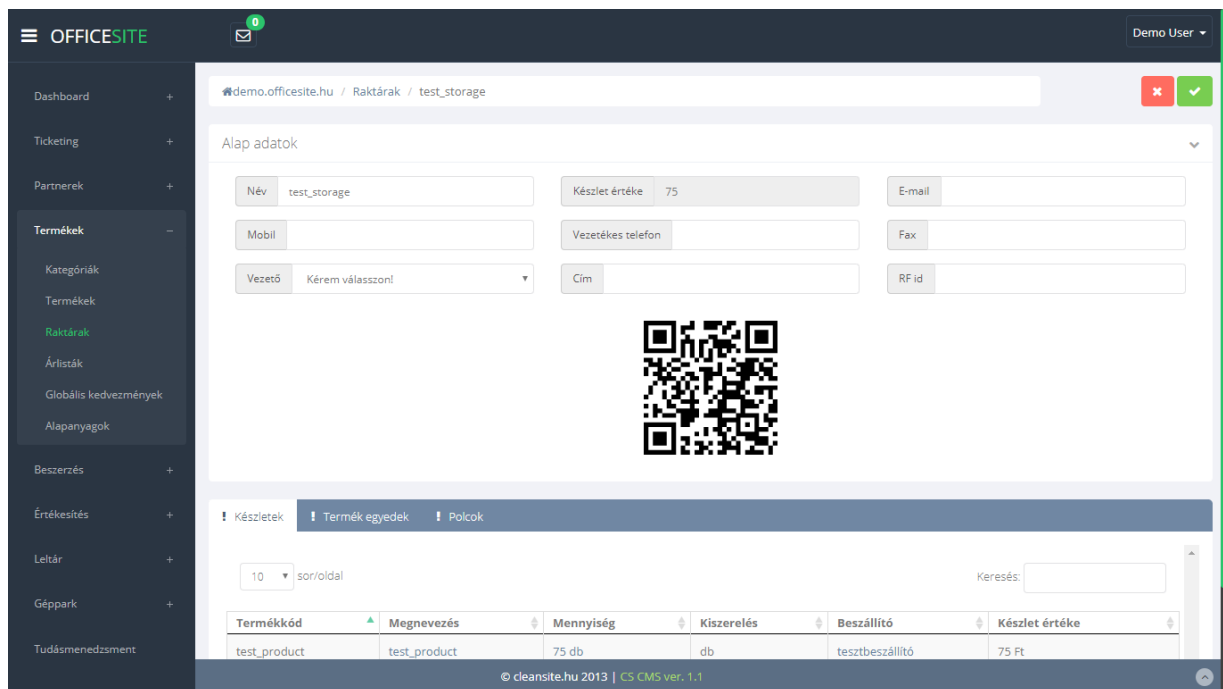 OFFICESITE
0
Demo User
Dashboard +
Ticketing +
Partnerek +
Termékek −
Kategóriák
Termékek
Raktárak
Árlisták
Globális kedvezmények
Alapanyagok
Beszerzés +
Értékesítés +
Leltár +
Géppark +
Tudásmenedzsment
demo.officesite.hu / Raktárak / test_storage
Alap adatok
Név test_storage
Készlet értéke 75
E-mail
Mobil
Vezetékes telefon
Fax
Vezető Kérem válasszon!
Cím
RF id
! Készletek ! Termék egyedek ! Polcok
10 sor/oldal
Keresés:
Termékkód Megnevezés Mennyiség Kiszerelés Beszállító Készlet értéke
test_product test_product 75 db db tesztbeszállító 75 Ft
© cleansite.hu 2013 | CS CMS ver. 1.1